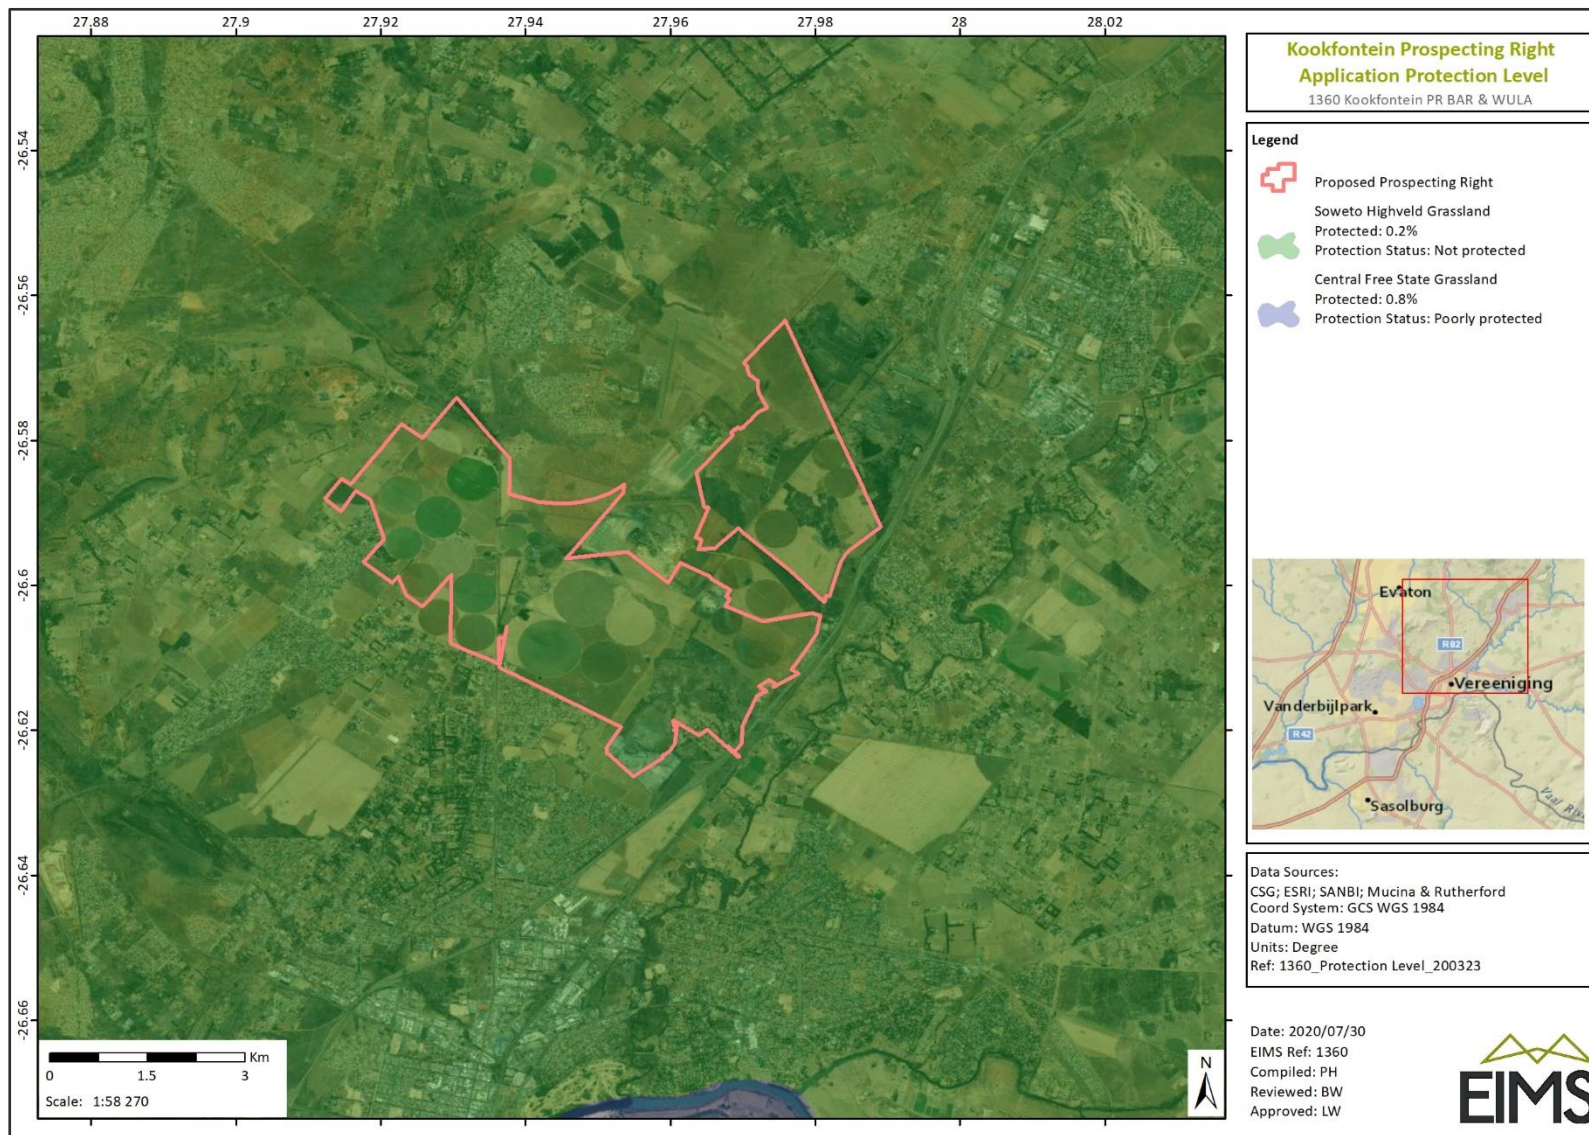 27.88 27.9 27.92 27.94 27.96 27.98 28 28.02
-26.54
-26.56
-26.58
-26.6
-26.62
-26.64
-26.66
Km
0 1.5 3
Scale: 1:58 270
N
Kookfontein Prospecting Right
Application Protection Level
1360 Kookfontein PR BAR & WULA
Legend
Proposed Prospecting Right
Soweto Highveld Grassland
Protected: 0.2%
Protection Status: Not protected
Central Free State Grassland
Protected: 0.8%
Protection Status: Poorly protected
Evaton
R82
Vereeniging
Vanderbijlpark
R42
Sasolburg
Vaal Riv
Data Sources:
CSG; ESRI; SANBI; Mucina & Rutherford
Coord System: GCS WGS 1984
Datum: WGS 1984
Units: Degree
Ref: 1360_Protection Level_200323
Date: 2020/07/30
EIMS Ref: 1360
Compiled: PH
Reviewed: BW
Approved: LW
EIMS